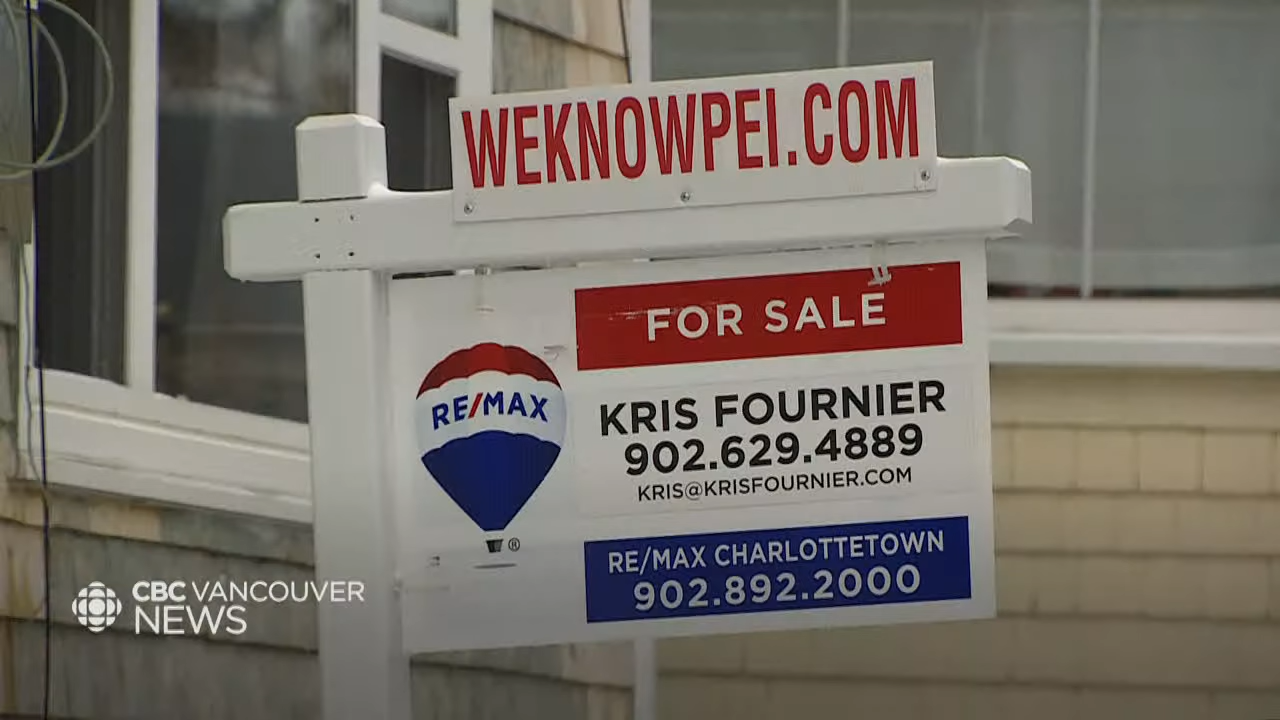 WEKNOWPEI.COM
FOR SALE
RE/MAX
®
KRIS FOURNIER
902.629.4889
KRIS@KRISFOURNIER.COM
RE/MAX CHARLOTTETOWN
902.892.2000
CBC VANCOUVER
NEWS